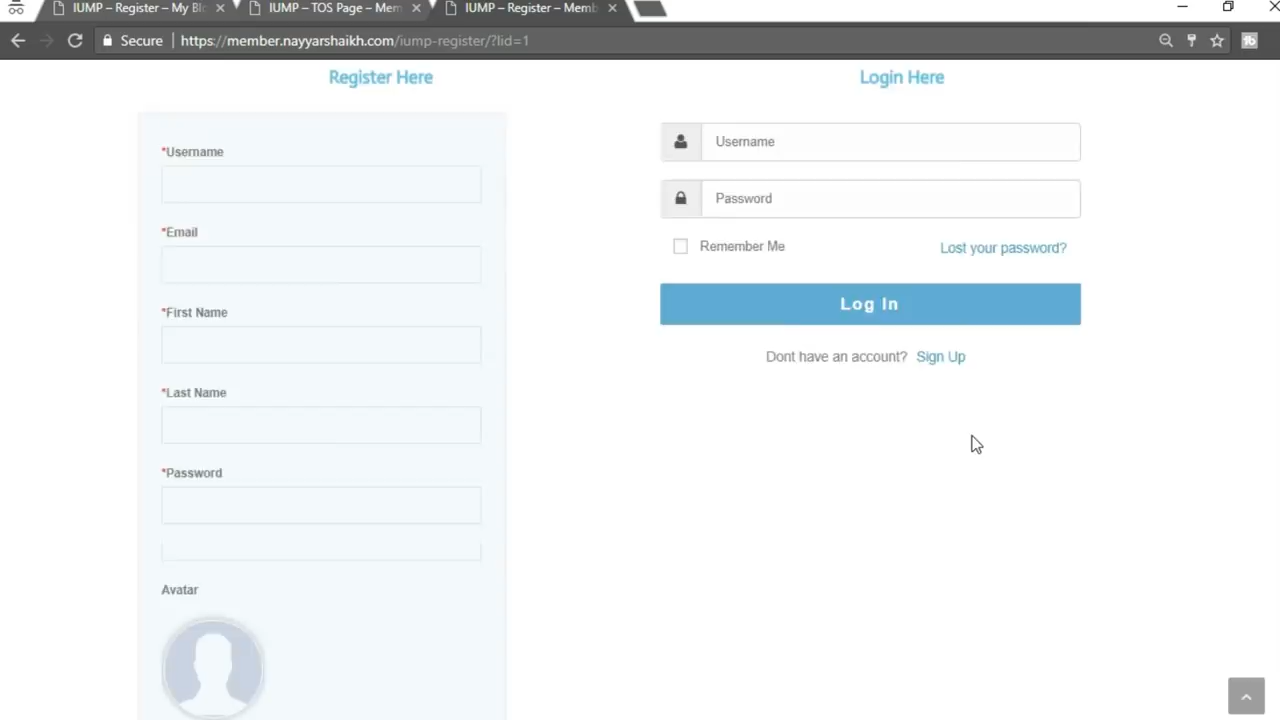 IUMP – Register – My Bl
IUMP – TOS Page – Mem
IUMP – Register – Memb
Secure
https://member.nayyarshaikh.com/iump-register/?lid=1
Register Here
*Username
*Email
*First Name
*Last Name
*Password
Avatar
Login Here
Username
Password
Remember Me
Lost your password?
Log In
Dont have an account? Sign Up